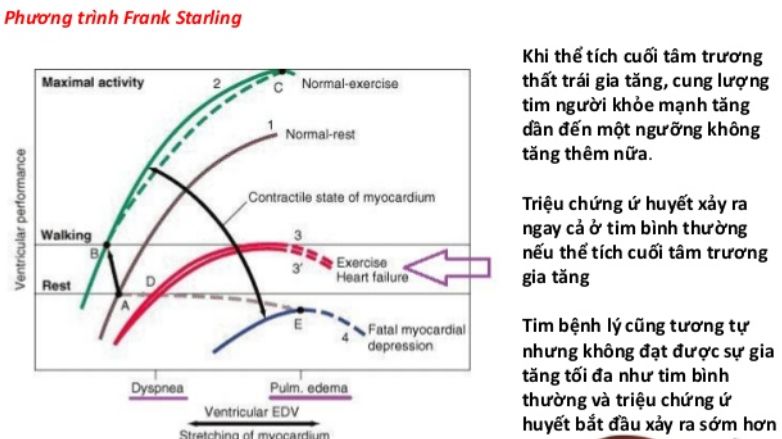 Phương trình Frank Starling
Maximal activity
2
C
Normal-exercise
1
Normal-rest
Contractile state of myocardium
Ventricular performance
Walking
B
3
3'
Exercise
Heart failure
D
Rest
A
E
4
Fatal myocardial
depression
Dyspnea
Pulm. edema
Ventricular EDV
Stretching of myocardium
Khi thể tích cuối tâm trương
thất trái gia tăng, cung lượng
tim người khỏe mạnh tăng
dần đến một ngưỡng không
tăng thêm nữa.
Triệu chứng ứ huyết xảy ra
ngay cả ở tim bình thường
nếu thể tích cuối tâm trương
gia tăng
Tim bệnh lý cũng tương tự
nhưng không đạt được sự gia
tăng tối đa như tim bình
thường và triệu chứng ứ
huyết bắt đầu xảy ra sớm hơn